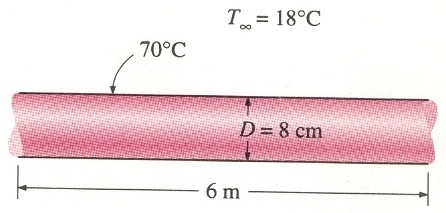 T∞ = 18°C
70°C
D = 8 cm
6 m